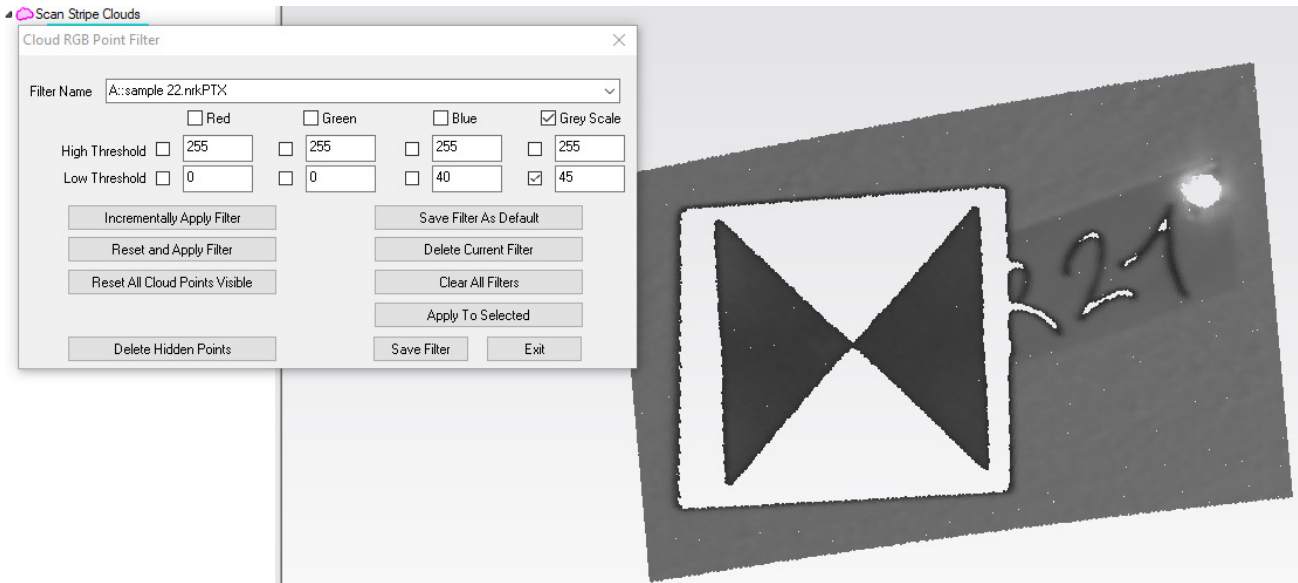 Scan Stripe Clouds
Cloud RGB Point Filter
Filter Name A::sample 22.nrkPTX
Red Green Blue Grey Scale
High Threshold 255 255 255 255
Low Threshold 0 0 40 45
Incrementally Apply Filter Save Filter As Default
Reset and Apply Filter Delete Current Filter
Reset All Cloud Points Visible Clear All Filters
Apply To Selected
Delete Hidden Points Save Filter Exit
R21